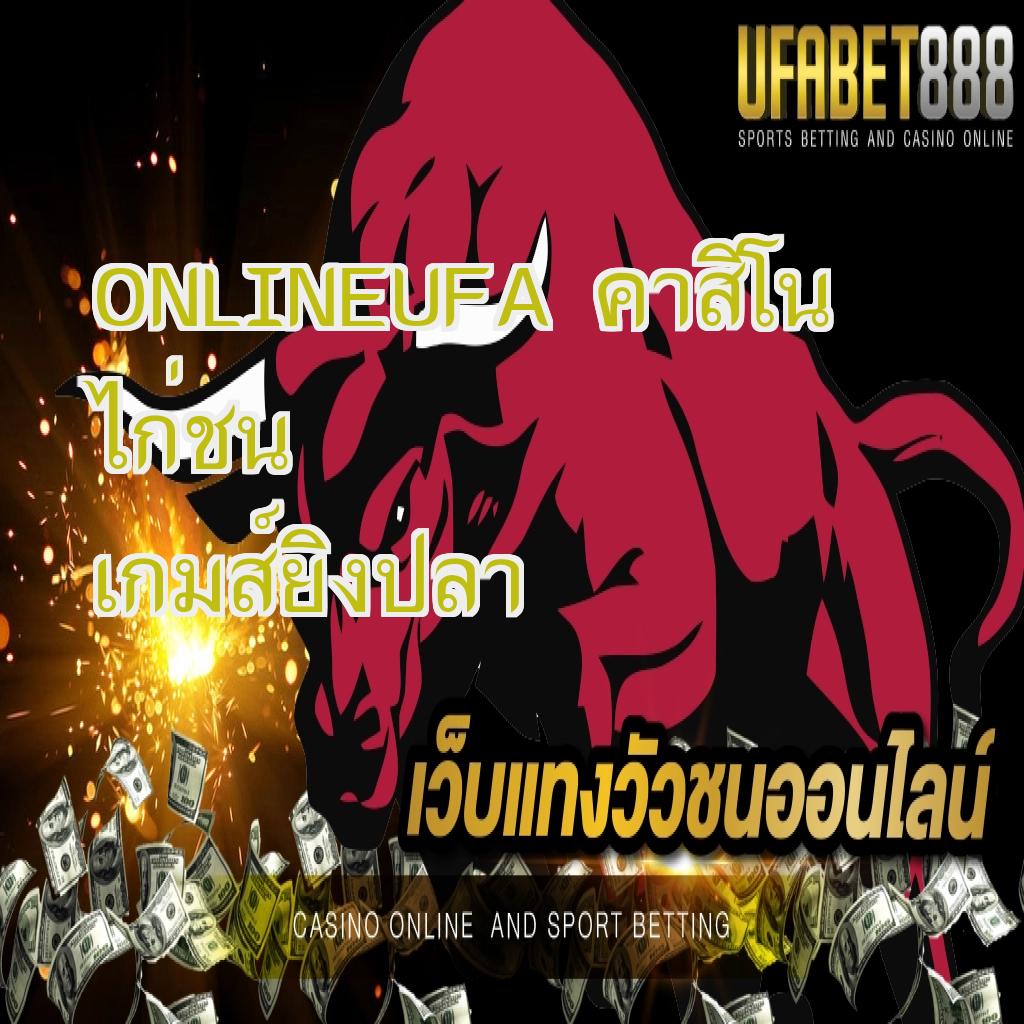 UFABET888
SPORTS BETTING AND CASINO ONLINE
ONLINEUFA คาสิโน
ไก่ชน
เกมส์ยิงปลา
เว็บแทงวัวชนออนไลน์
CASINO ONLINE AND SPORT BETTING